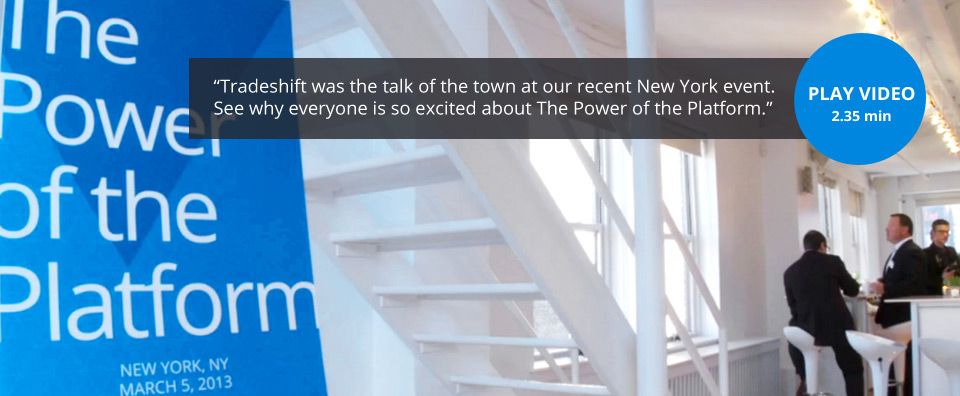 The
Power
of the
Platform
NEW YORK, NY
MARCH 5, 2013
“Tradeshift was the talk of the town at our recent New York event.
See why everyone is so excited about The Power of the Platform.”
PLAY VIDEO
2.35 min